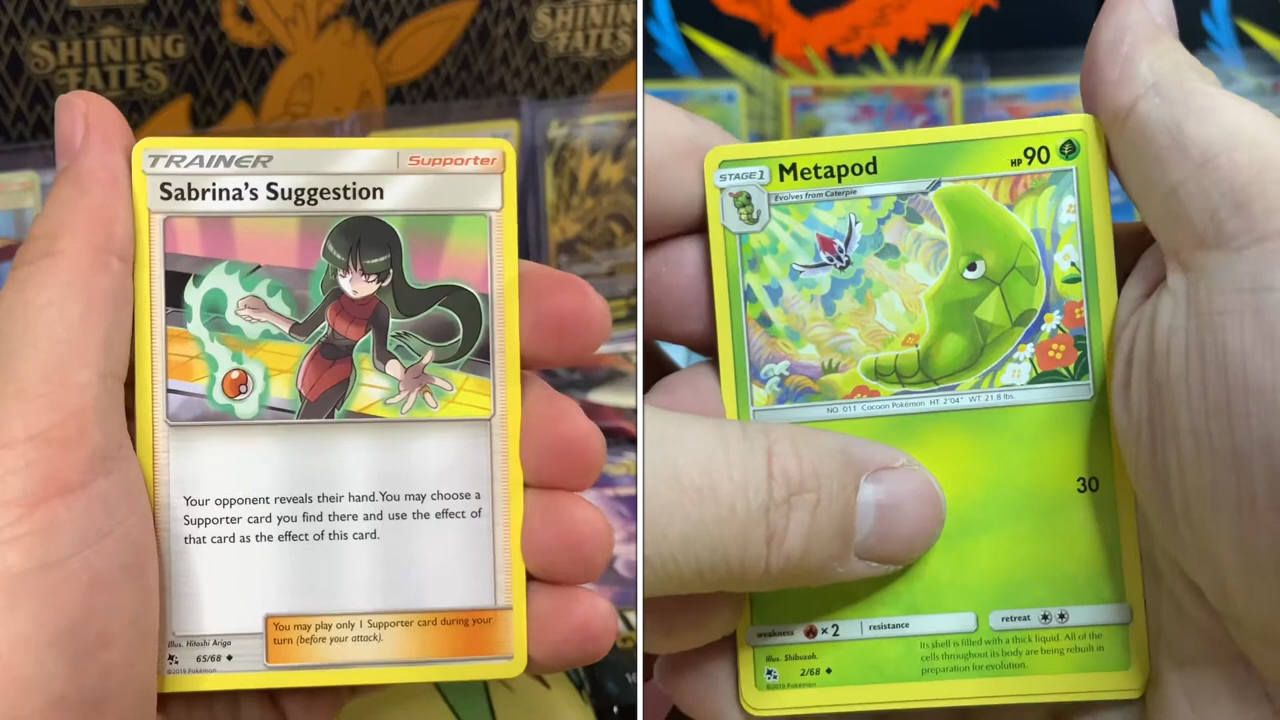 SHINING
FATES
SHINING
FATES
TRAINER
Supporter
Sabrina's Suggestion
Your opponent reveals their hand. You may choose a
Supporter card you find there and use the effect of
that card as the effect of this card.
You may play only 1 Supporter card during your
turn (before your attack).
Illus. Hitoshi Ariga
65/68
©2019 Pokémon
STAGE 1
Metapod
HP 90
Evolves from Caterpie
NO. 011 Cocoon Pokémon HT 2'04" WT 21.8 lbs.
30
weakness ×2
resistance
retreat
Its shell is filled with a thick liquid. All of the
cells throughout its body are being rebuilt in
preparation for evolution.
Illus. Shibuzoh.
2/68
©2019 Pokémon